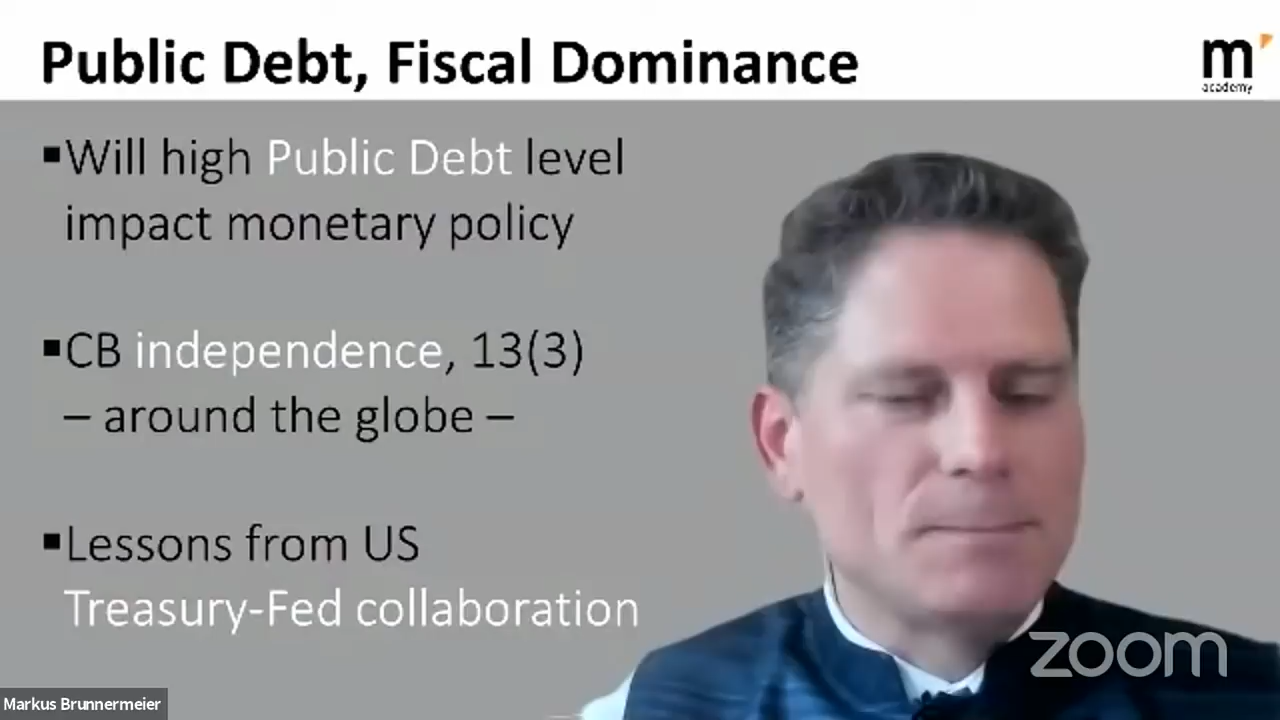 Public Debt, Fiscal Dominance
m
academy
▪Will high Public Debt level
impact monetary policy
▪CB independence, 13(3)
– around the globe –
▪Lessons from US
Treasury-Fed collaboration
zoom
Markus Brunnermeier